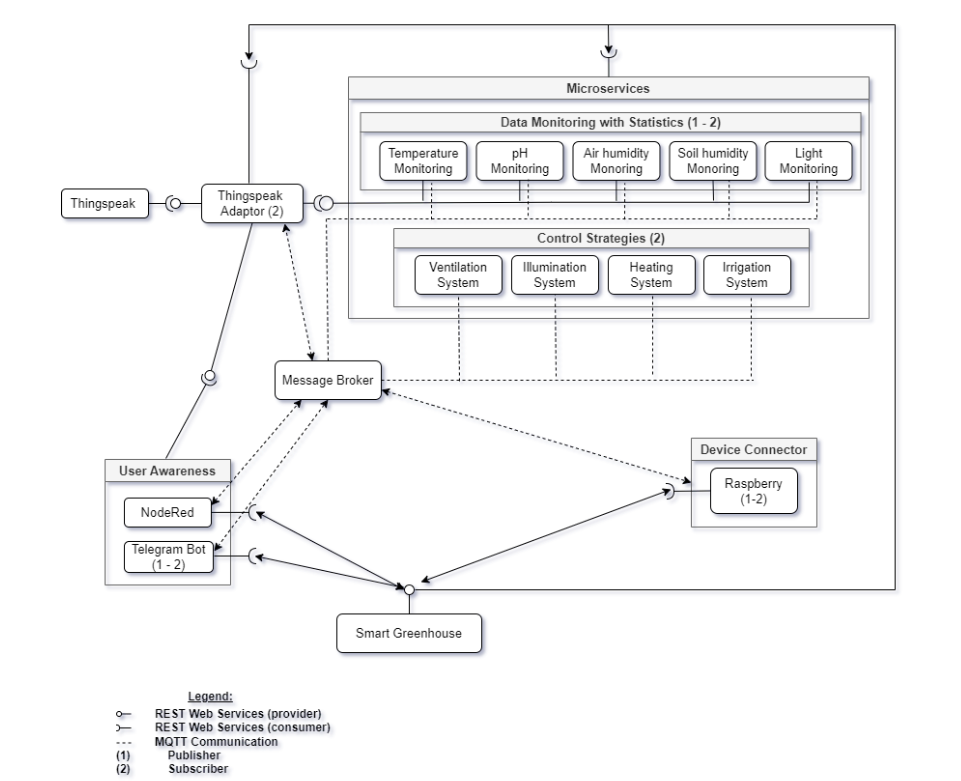 Microservices
Data Monitoring with Statistics (1 - 2)
Temperature
Monitoring
pH
Monitoring
Air humidity
Monoring
Soil humidity
Monoring
Light
Monitoring
Thingspeak
Thingspeak
Adaptor (2)
Control Strategies (2)
Ventilation
System
Illumination
System
Heating
System
Irrigation
System
Message Broker
User Awareness
NodeRed
Telegram Bot
(1 - 2)
Device Connector
Raspberry
(1-2)
Smart Greenhouse
Legend:
REST Web Services (provider)
REST Web Services (consumer)
MQTT Communication
(1) Publisher
(2) Subscriber